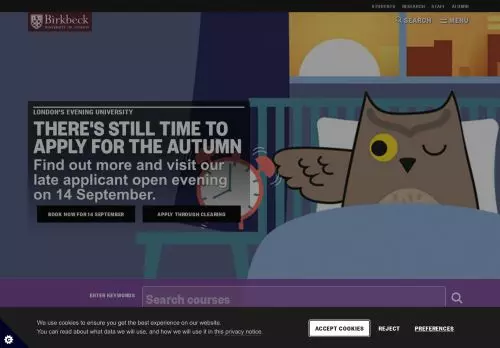 STUDENTS RESEARCH STAFF ALUMNI
Birkbeck
UNIVERSITY OF LONDON
SEARCH MENU
LONDON'S EVENING UNIVERSITY
THERE'S STILL TIME TO
APPLY FOR THE AUTUMN
Find out more and visit our
late applicant open evening
on 14 September.
BOOK NOW FOR 14 SEPTEMBER APPLY THROUGH CLEARING
ENTER KEYWORDS Search courses
We use cookies to ensure you get the best experience on our website.
You can read about what data we will use, and how we will use it in this privacy notice.
ACCEPT COOKIES REJECT PREFERENCES